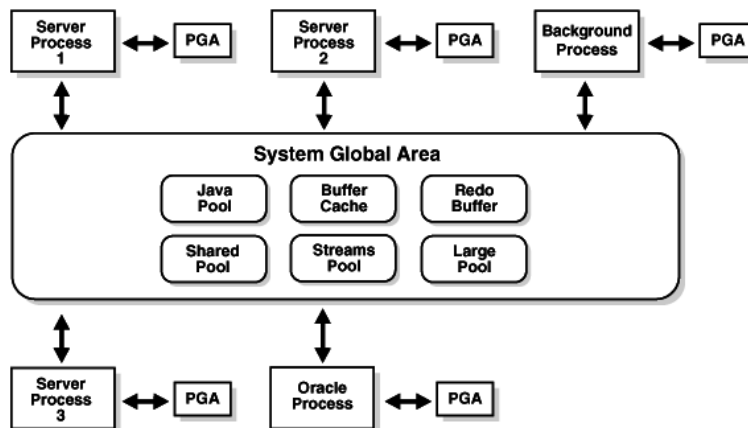 Server
Process
1
PGA
Server
Process
2
PGA
Background
Process
PGA
System Global Area
Java
Pool
Buffer
Cache
Redo
Buffer
Shared
Pool
Streams
Pool
Large
Pool
Server
Process
3
PGA
Oracle
Process
PGA